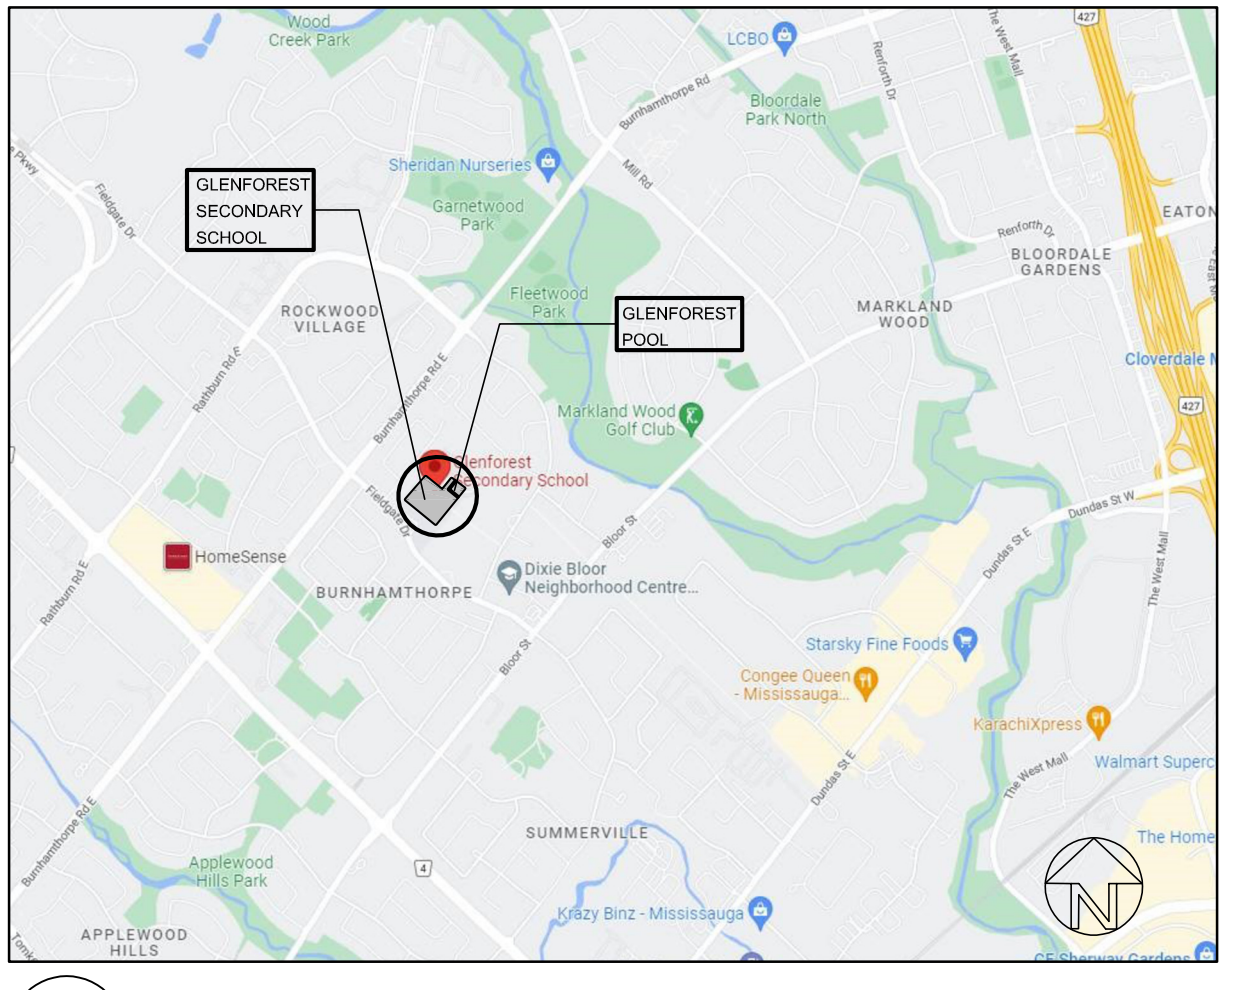 Wood
Creek Park
LCBO
427
The West Mall
Renforth Dr
Burnhamthorpe Rd
Bloordale
Park North
Sheridan Nurseries
Mill Rd
Pkwy
Fieldgate Dr
GLENFOREST
SECONDARY
SCHOOL
Garnetwood
Park
EATON
Renforth Dr
BLOORDALE
GARDENS
Fleetwood
Park
ROCKWOOD
VILLAGE
GLENFOREST
POOL
MARKLAND
WOOD
Cloverdale
Rathburn Rd E
Burnhamthorpe Rd E
427
Markland Wood
Golf Club
Glenforest
Secondary School
Fieldgate Dr
Dundas St W
Bloor St
Dundas St E
HomeSense
The West Mall
Dixie Bloor
Neighborhood Centre...
Rathburn Rd E
BURNHAMTHORPE
Starsky Fine Foods
Bloor St
Congee Queen
- Mississauga...
KarachiXpress
The West Mall
Walmart Superc
Dundas St E
SUMMERVILLE
The Home
Burnhamthorpe Rd E
Applewood
Hills Park
4
N
Krazy Binz - Mississauga
APPLEWOOD
HILLS
CF Sherway Gardens